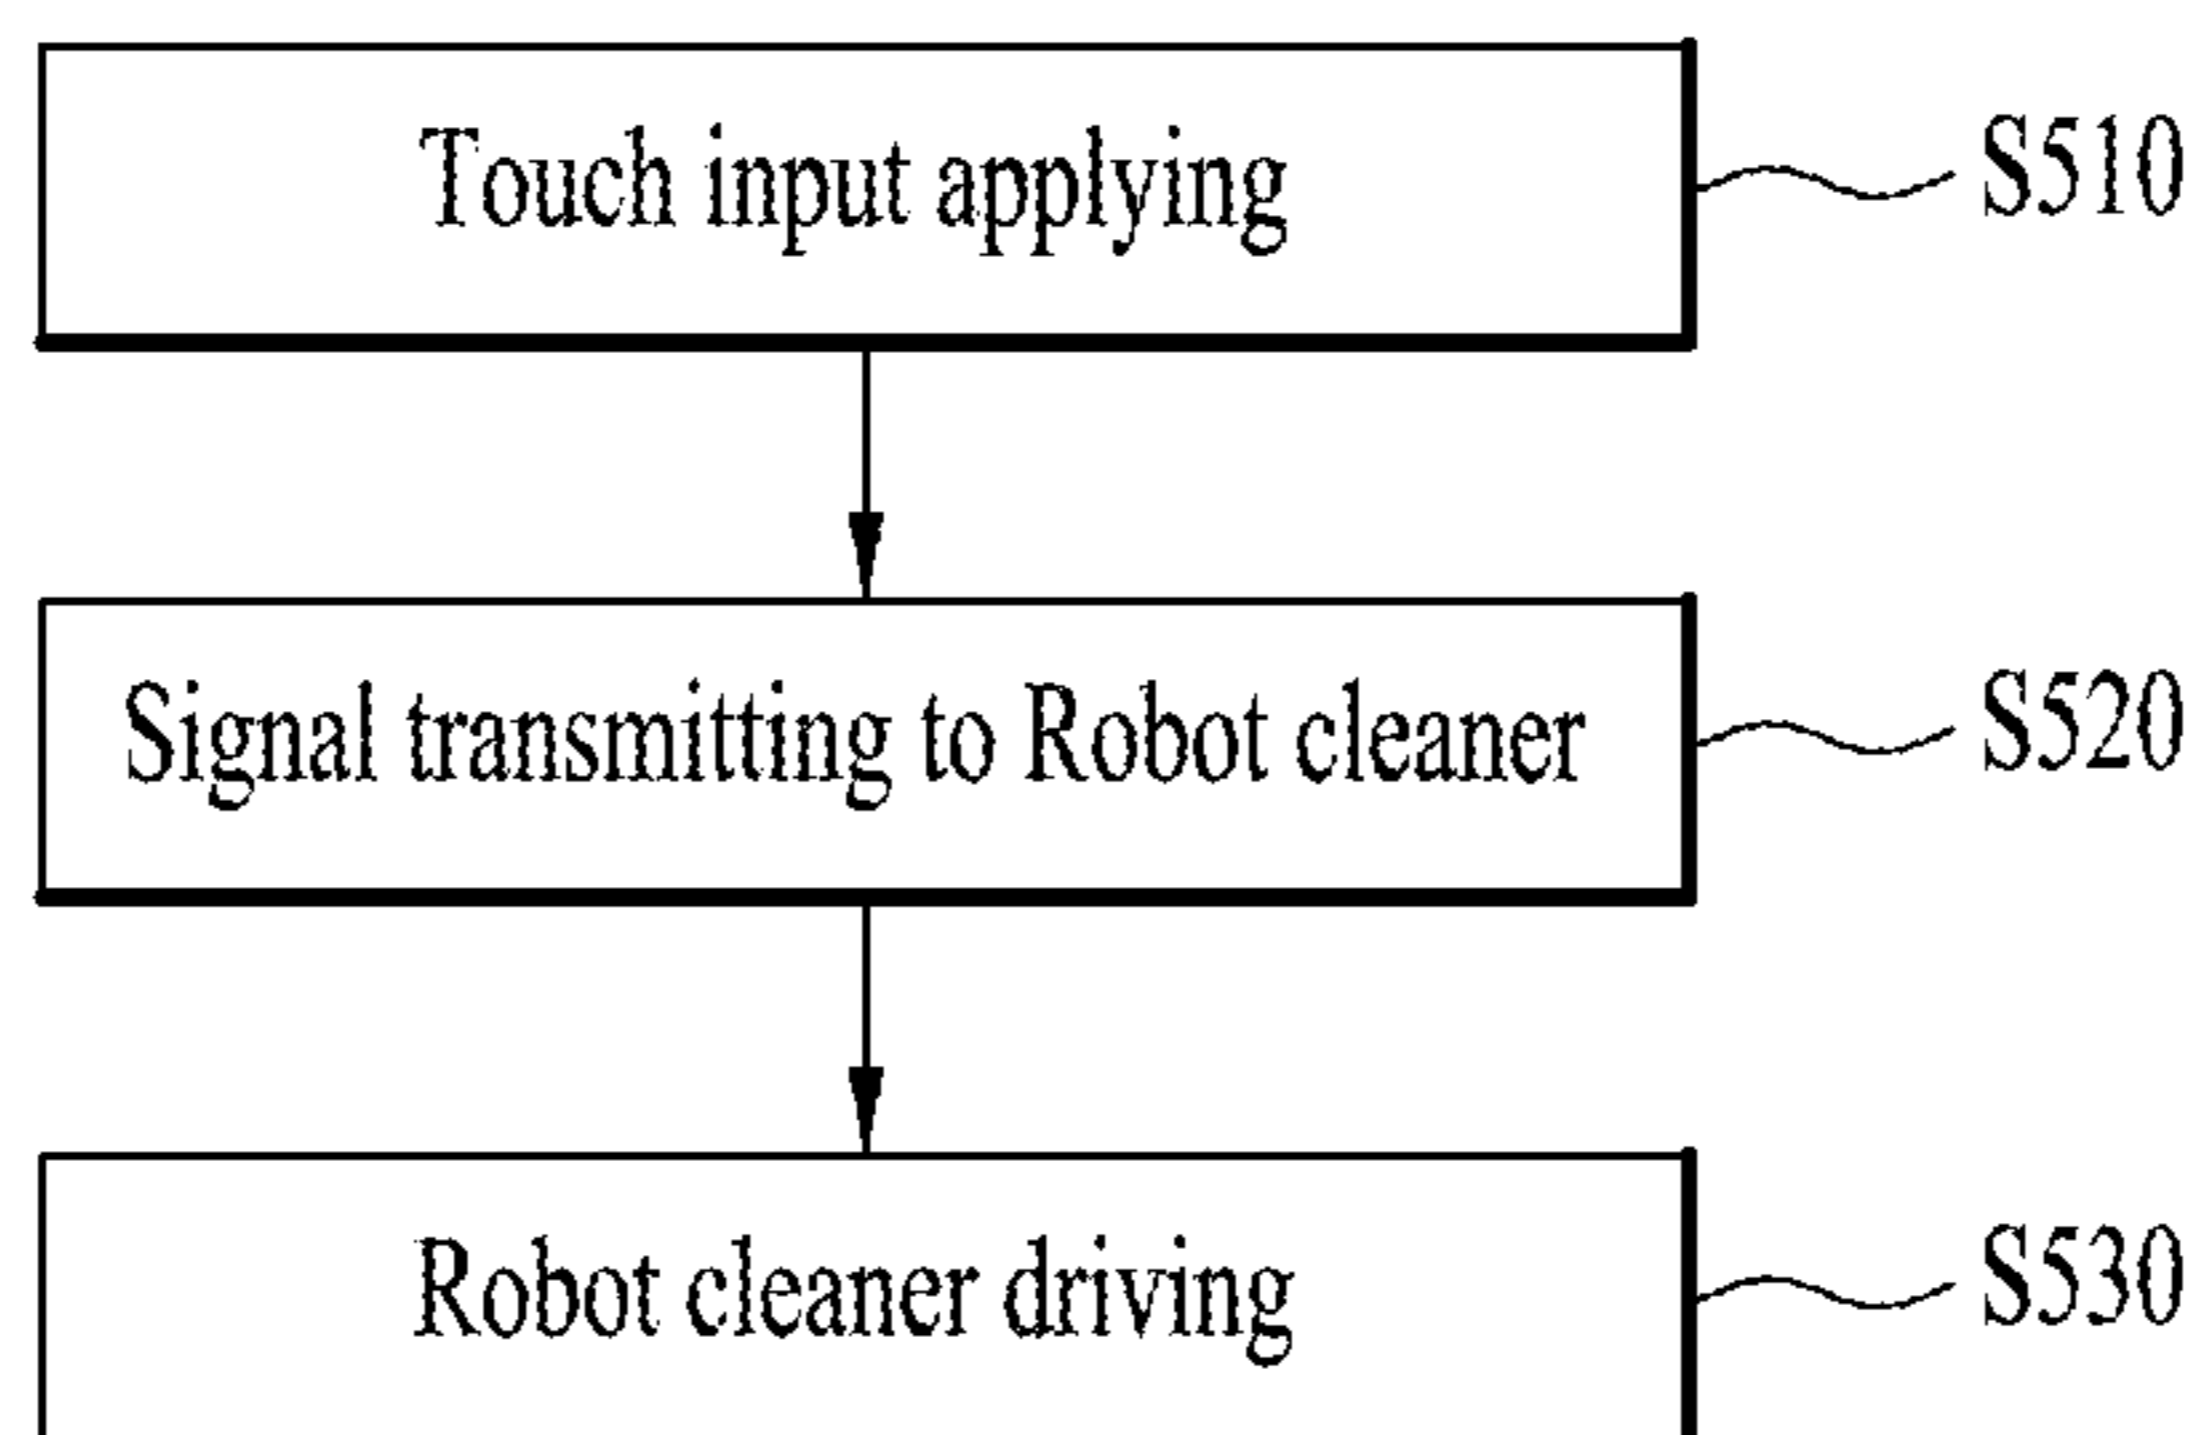 Touch input applying S510
Signal transmitting to Robot cleaner S520
Robot cleaner driving S530